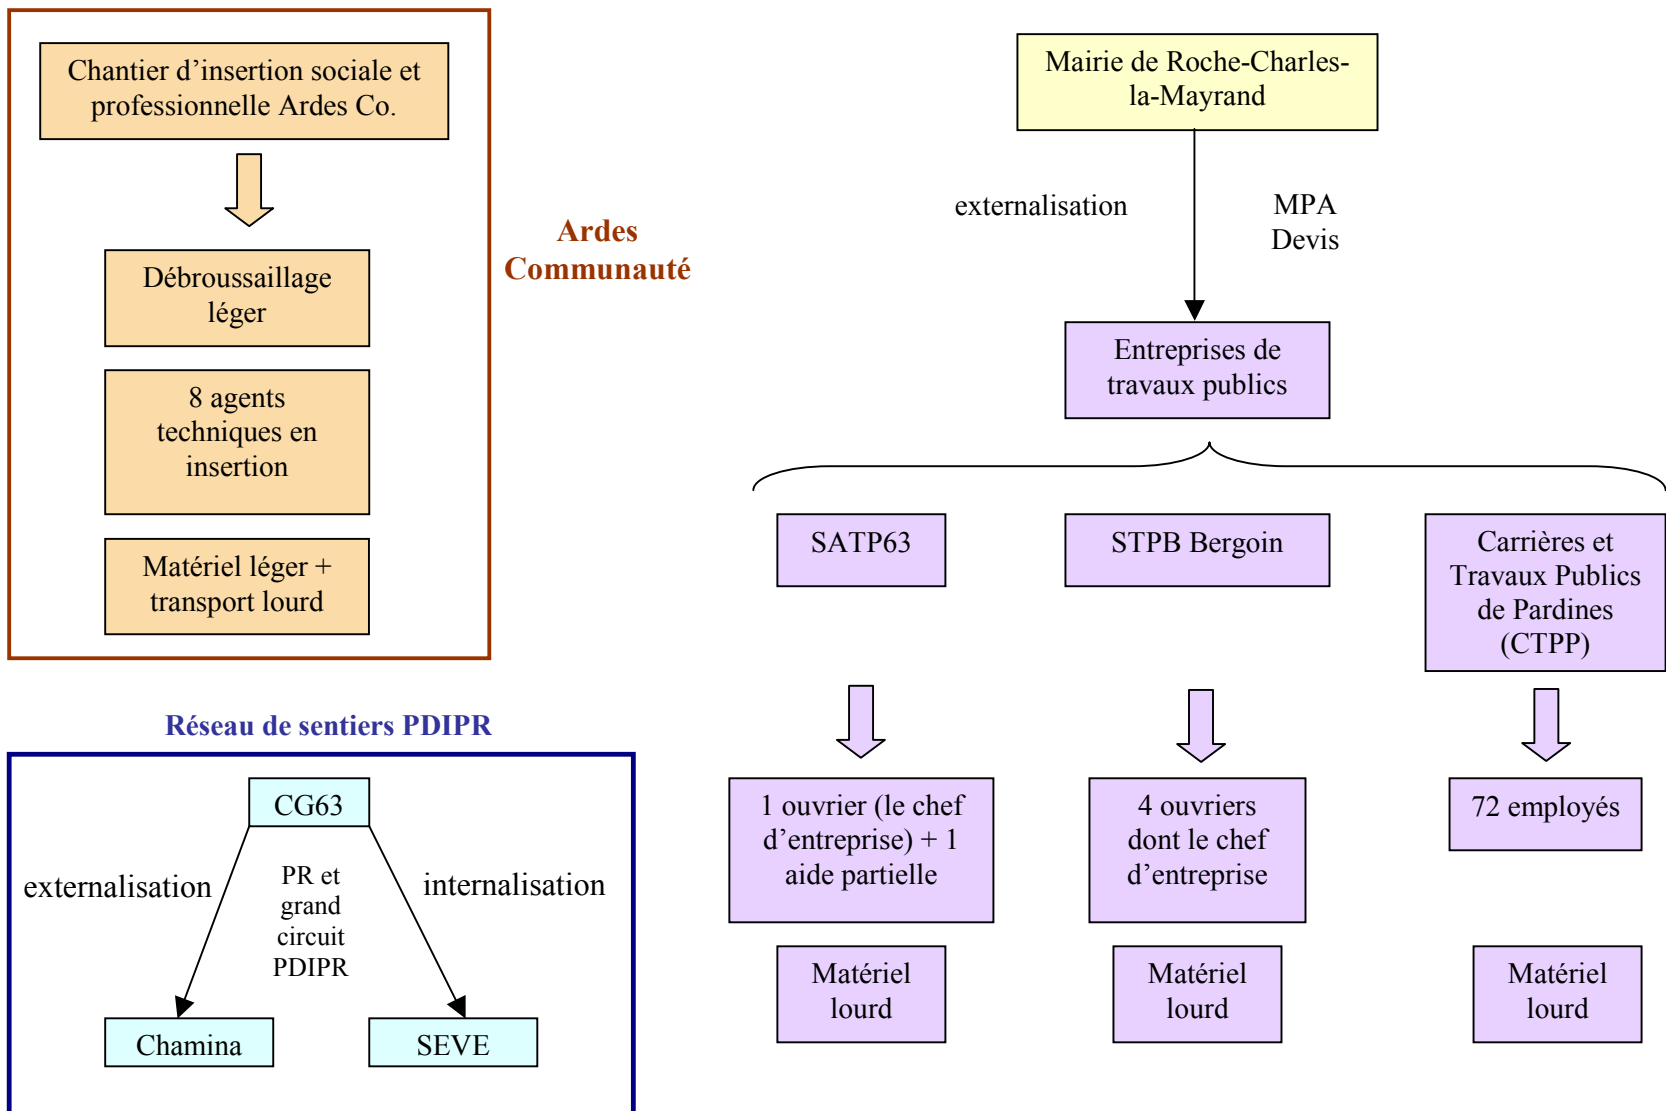 Chantier d’insertion sociale et
professionnelle Ardes Co.
Débroussaillage
léger
8 agents
techniques en
insertion
Matériel léger +
transport lourd
Ardes
Communauté
Réseau de sentiers PDIPR
CG63
externalisation
PR et
grand
circuit
PDIPR
internalisation
Chamina
SEVE
Mairie de Roche-Charles-
la-Mayrand
externalisation
MPA
Devis
Entreprises de
travaux publics
SATP63
STPB Bergoin
Carrières et
Travaux Publics
de Pardines
(CTPP)
1 ouvrier (le chef
d’entreprise) + 1
aide partielle
4 ouvriers
dont le chef
d’entreprise
72 employés
Matériel
lourd
Matériel
lourd
Matériel
lourd